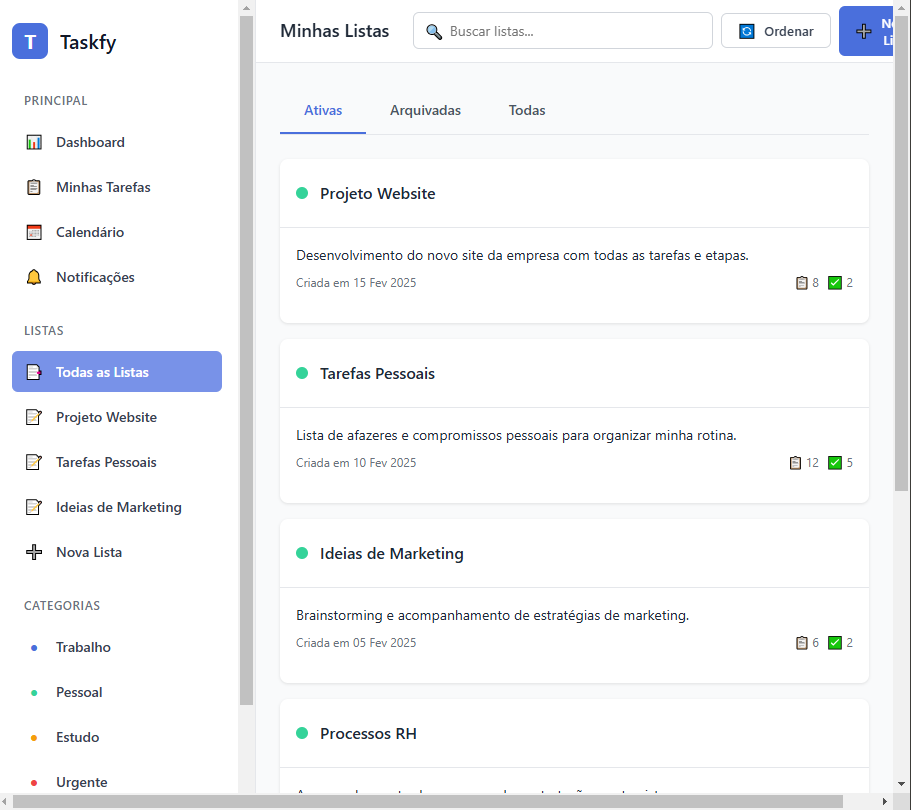 T Taskfy
PRINCIPAL
Dashboard
Minhas Tarefas
Calendário
Notificações
LISTAS
Todas as Listas
Projeto Website
Tarefas Pessoais
Ideias de Marketing
Nova Lista
CATEGORIAS
Trabalho
Pessoal
Estudo
Urgente
Minhas Listas
Buscar listas...
Ordenar
Ativas
Arquivadas
Todas
Projeto Website
Desenvolvimento do novo site da empresa com todas as tarefas e etapas.
Criada em 15 Fev 2025
8 2
Tarefas Pessoais
Lista de afazeres e compromissos pessoais para organizar minha rotina.
Criada em 10 Fev 2025
12 5
Ideias de Marketing
Brainstorming e acompanhamento de estratégias de marketing.
Criada em 05 Fev 2025
6 2
Processos RH